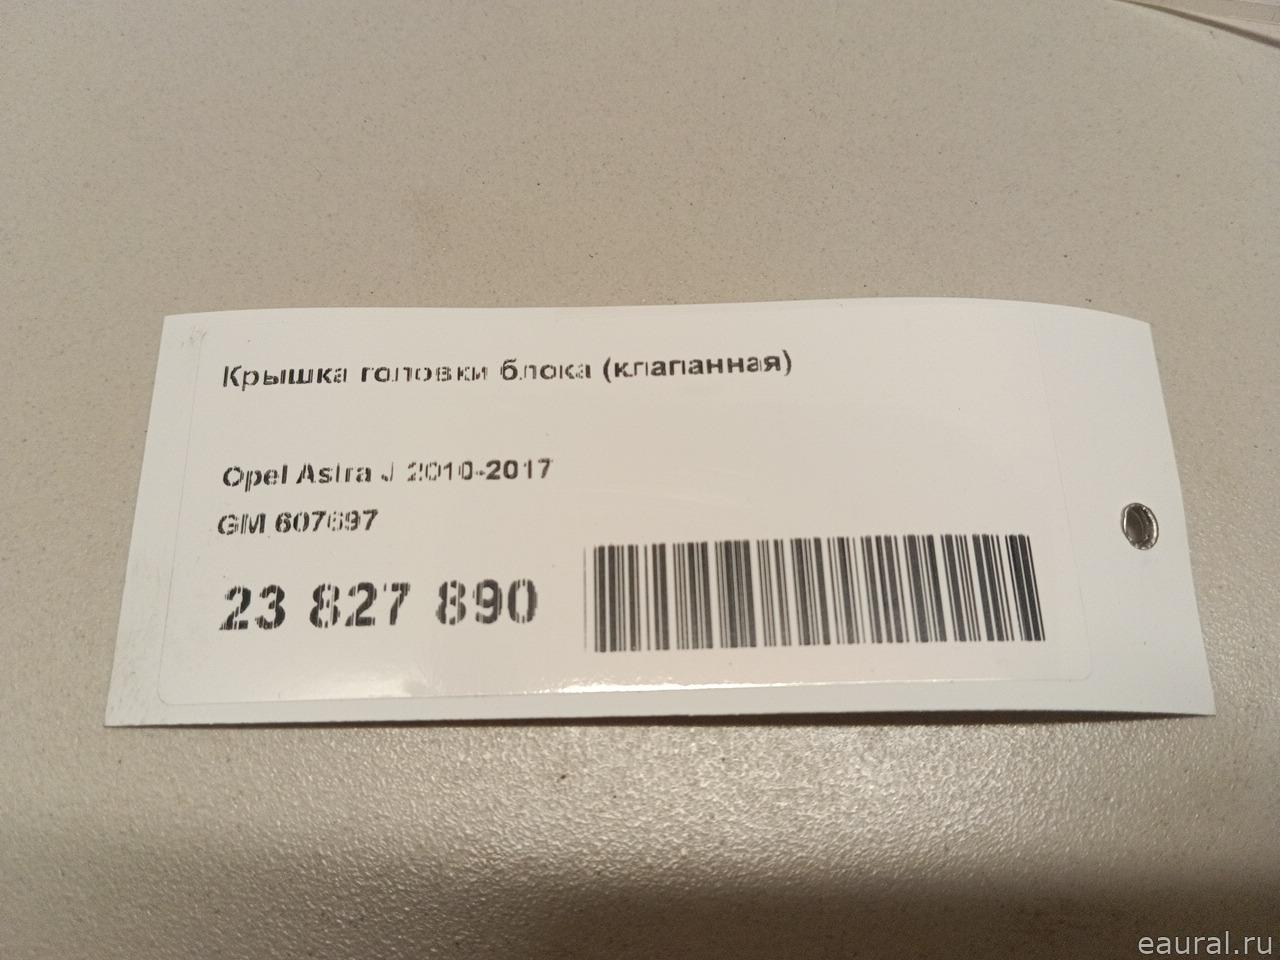 Крышка головки блока (клапанная)
Opel Astra J 2010-2017
GM 607697
23 827 890
eaural.ru